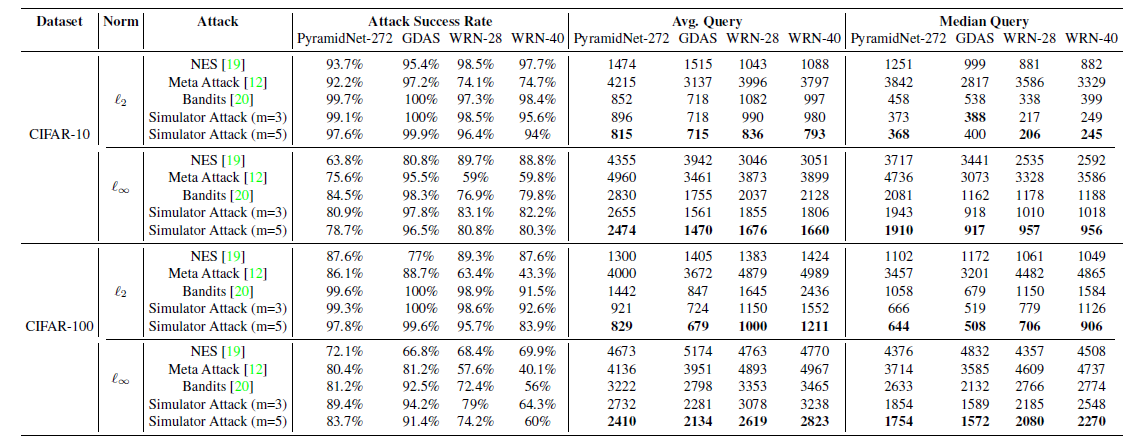 Dataset Norm Attack Attack Success Rate Avg. Query Median Query
PyramidNet-272 GDAS WRN-28 WRN-40 PyramidNet-272 GDAS WRN-28 WRN-40 PyramidNet-272 GDAS WRN-28 WRN-40
CIFAR-10 ℓ2 NES [19] 93.7% 95.4% 98.5% 97.7% 1474 1515 1043 1088 1251 999 881 882
Meta Attack [12] 92.2% 97.2% 74.1% 74.7% 4215 3137 3996 3797 3842 2817 3586 3329
Bandits [20] 99.7% 100% 97.3% 98.4% 852 718 1082 997 458 538 338 399
Simulator Attack (m=3) 99.1% 100% 98.5% 95.6% 896 718 990 980 373 388 217 249
Simulator Attack (m=5) 97.6% 99.9% 96.4% 94% 815 715 836 793 368 400 206 245
ℓ∞ NES [19] 63.8% 80.8% 89.7% 88.8% 4355 3942 3046 3051 3717 3441 2535 2592
Meta Attack [12] 75.6% 95.5% 59% 59.8% 4960 3461 3873 3899 4736 3073 3328 3586
Bandits [20] 84.5% 98.3% 76.9% 79.8% 2830 1755 2037 2128 2081 1162 1178 1188
Simulator Attack (m=3) 80.9% 97.8% 83.1% 82.2% 2655 1561 1855 1806 1943 918 1010 1018
Simulator Attack (m=5) 78.7% 96.5% 80.8% 80.3% 2474 1470 1676 1660 1910 917 957 956
CIFAR-100 ℓ2 NES [19] 87.6% 77% 89.3% 87.6% 1300 1405 1383 1424 1102 1172 1061 1049
Meta Attack [12] 86.1% 88.7% 63.4% 43.3% 4000 3672 4879 4989 3457 3201 4482 4865
Bandits [20] 99.6% 100% 98.9% 91.5% 1442 847 1645 2436 1058 679 1150 1584
Simulator Attack (m=3) 99.3% 100% 98.6% 92.6% 921 724 1150 1552 666 519 779 1126
Simulator Attack (m=5) 97.8% 99.6% 95.7% 83.9% 829 679 1000 1211 644 508 706 906
ℓ∞ NES [19] 72.1% 66.8% 68.4% 69.9% 4673 5174 4763 4770 4376 4832 4357 4508
Meta Attack [12] 80.4% 81.2% 57.6% 40.1% 4136 3951 4893 4967 3714 3585 4609 4737
Bandits [20] 81.2% 92.5% 72.4% 56% 3222 2798 3353 3465 2633 2132 2766 2774
Simulator Attack (m=3) 89.4% 94.2% 79% 64.3% 2732 2281 3078 3238 1854 1589 2185 2548
Simulator Attack (m=5) 83.7% 91.4% 74.2% 60% 2410 2134 2619 2823 1754 1572 2080 2270